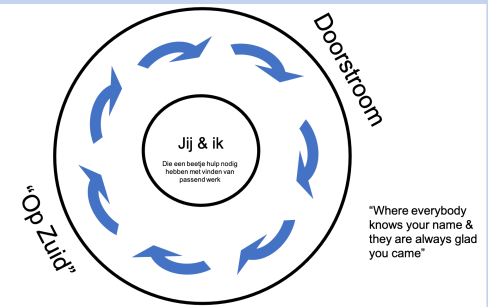 Doorstroom
Jij & ik
Die een beetje hulp nodig
hebben met vinden van
passend werk
"Op Zuid"
“Where everybody
knows your name &
they are always glad
you came”